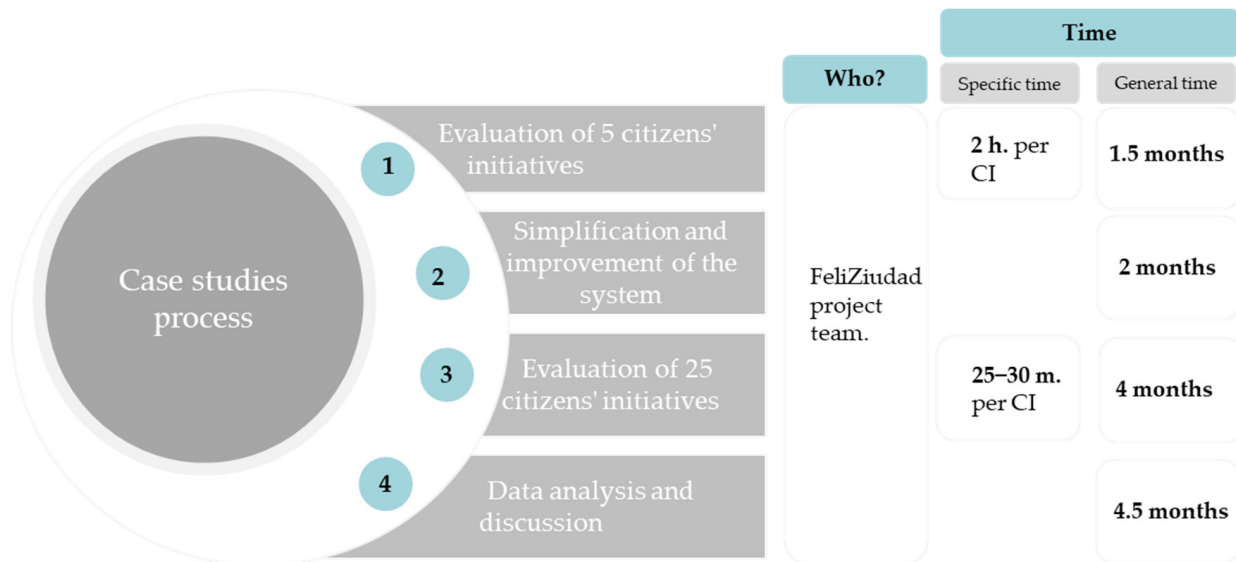 Time
Who?
Specific time
General time
Case studies
process
1
Evaluation of 5 citizens'
initiatives
2 h. per
CI
1.5 months
2
Simplification and
improvement of the
system
2 months
FeliZiudad
project
team.
3
Evaluation of 25
citizens' initiatives
25–30 m.
per CI
4 months
4
Data analysis and
discussion
4.5 months